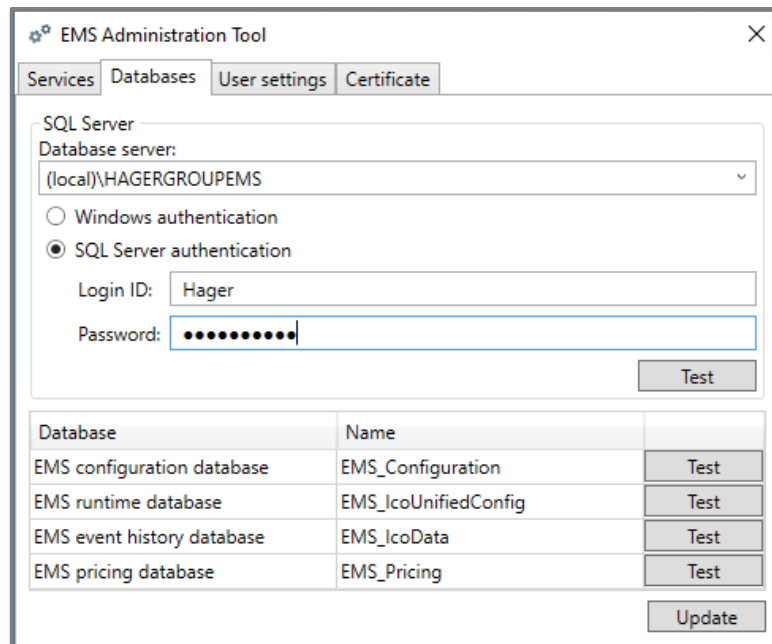 EMS Administration Tool
Services Databases User settings Certificate
SQL Server
Database server:
(local)\HAGERGROUPEMS
Windows authentication
SQL Server authentication
Login ID: Hager
Password: ●●●●●●●●●●
Test
Database Name
EMS configuration database EMS_Configuration Test
EMS runtime database EMS_IcoUnifiedConfig Test
EMS event history database EMS_IcoData Test
EMS pricing database EMS_Pricing Test
Update